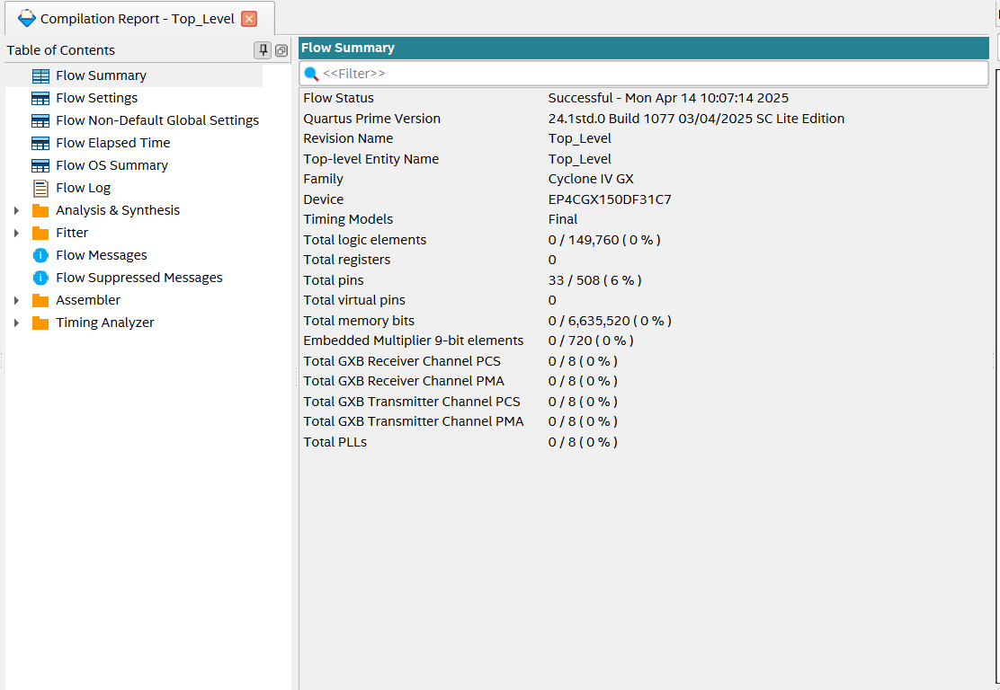 Compilation Report - Top_Level
Table of Contents
Flow Summary
Flow Settings
Flow Non-Default Global Settings
Flow Elapsed Time
Flow OS Summary
Flow Log
Analysis & Synthesis
Fitter
Flow Messages
Flow Suppressed Messages
Assembler
Timing Analyzer
Flow Summary
<<Filter>>
Flow Status Successful - Mon Apr 14 10:07:14 2025
Quartus Prime Version 24.1std.0 Build 1077 03/04/2025 SC Lite Edition
Revision Name Top_Level
Top-level Entity Name Top_Level
Family Cyclone IV GX
Device EP4CGX150DF31C7
Timing Models Final
Total logic elements 0 / 149,760 ( 0 % )
Total registers 0
Total pins 33 / 508 ( 6 % )
Total virtual pins 0
Total memory bits 0 / 6,635,520 ( 0 % )
Embedded Multiplier 9-bit elements 0 / 720 ( 0 % )
Total GXB Receiver Channel PCS 0 / 8 ( 0 % )
Total GXB Receiver Channel PMA 0 / 8 ( 0 % )
Total GXB Transmitter Channel PCS 0 / 8 ( 0 % )
Total GXB Transmitter Channel PMA 0 / 8 ( 0 % )
Total PLLs 0 / 8 ( 0 % )